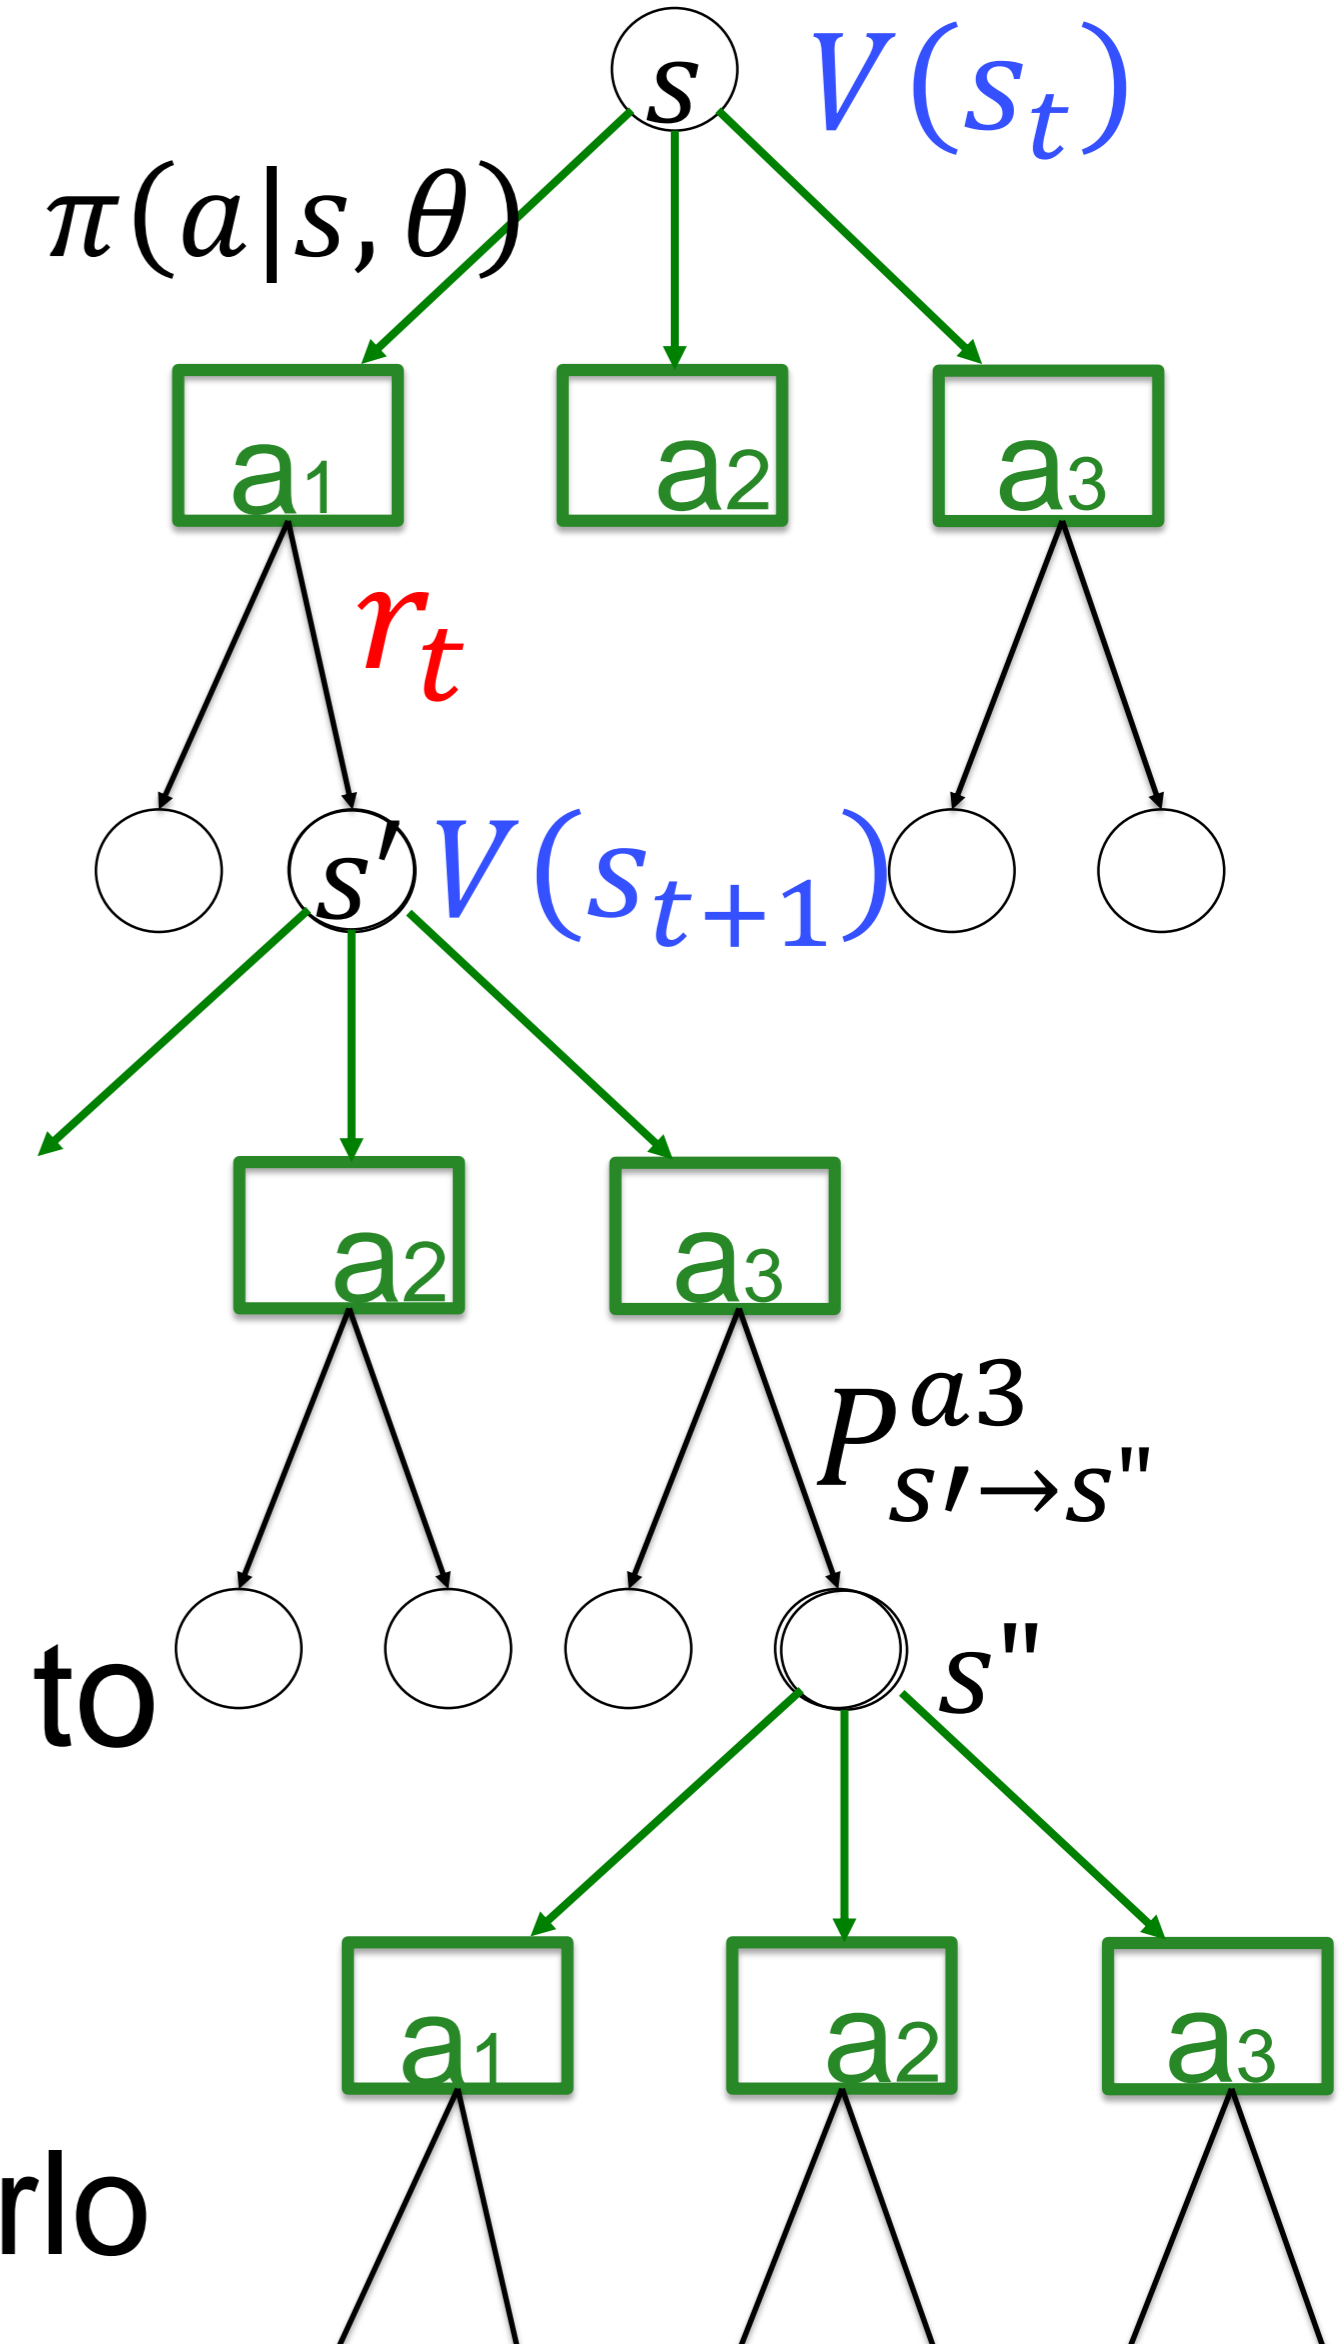 s V(s_t)
π(a|s, θ)
a1 a2 a3
r_t
s′ V(s_{t+1})
a2 a3
P^{a3}_{s′→s"}
to s"
a1 a2 a3
rlo